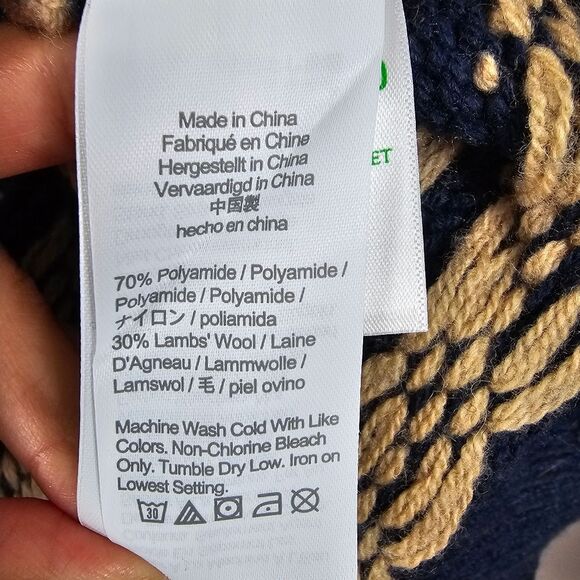 Made in China
Fabriqué en Chine
Hergestellt in China
Vervaardigd in China
中国製
hecho en china
70% Polyamide / Polyamide /
Polyamide / Polyamide /
ナイロン / poliamida
30% Lambs' Wool / Laine
D'Agneau / Lammwolle /
Lamswol / 毛 / piel ovino
Machine Wash Cold With Like
Colors. Non-Chlorine Bleach
Only. Tumble Dry Low. Iron on
Lowest Setting.
30
ET